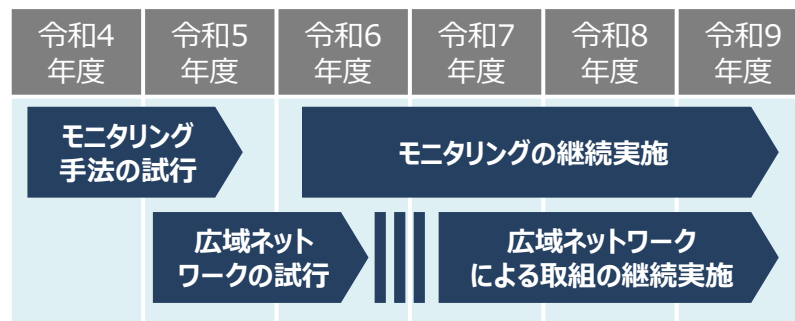 令和4
年度
令和5
年度
令和6
年度
令和7
年度
令和8
年度
令和9
年度
モニタリング
手法の試行
モニタリングの継続実施
広域ネット
ワークの試行
広域ネットワーク
による取組の継続実施